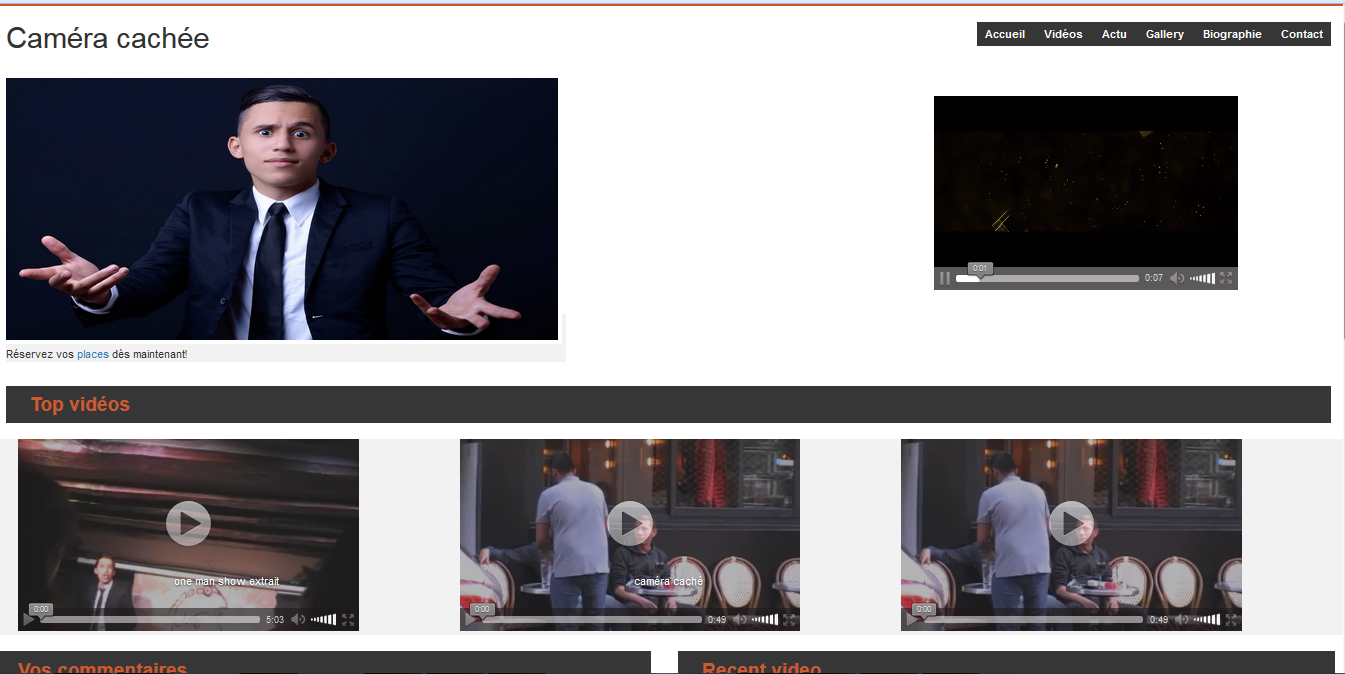 Caméra cachée
Accueil Vidéos Actu Gallery Biographie Contact
0:01
0:07
Réservez vos places dès maintenant!
Top vidéos
one man show extrait
0:00
5:03
caméra caché
0:00
0:49
0:00
0:49
Vos commentaires
Recent video